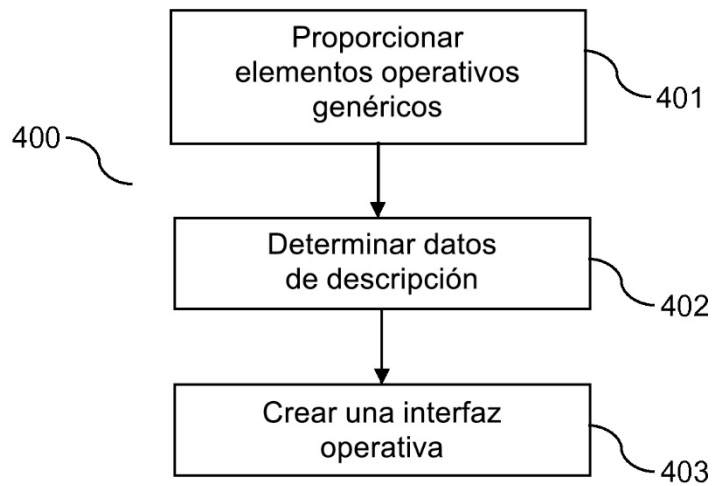 Proporcionar
elementos operativos
genéricos
401
400
Determinar datos
de descripción
402
Crear una interfaz
operativa
403